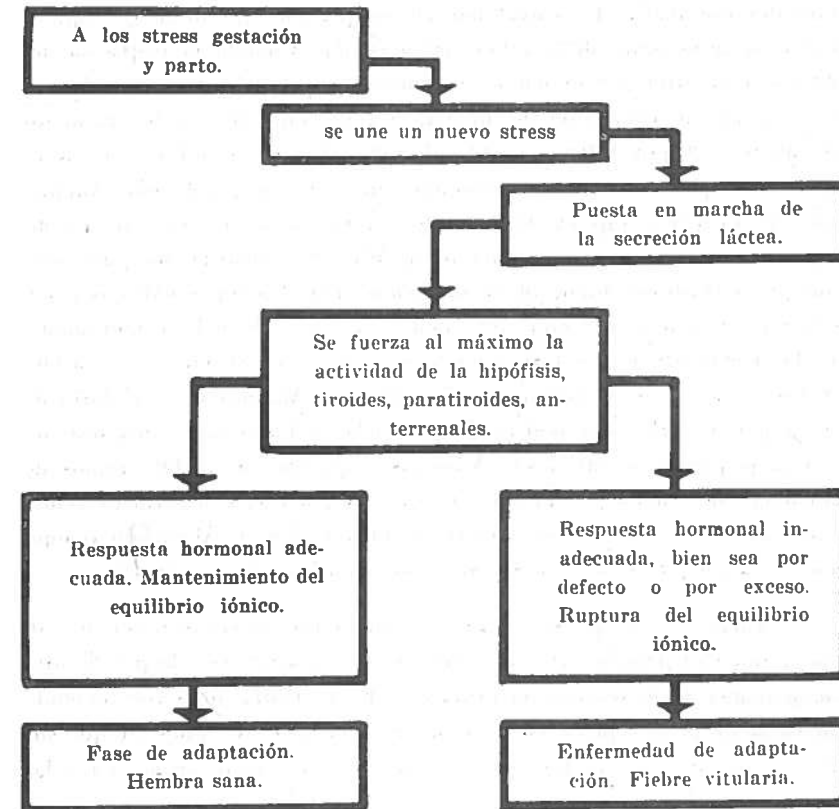 A los stress gestación
y parto.
se une un nuevo stress
Puesta en marcha de
la secreción láctea.
Se fuerza al máximo la
actividad de la hipófisis,
tiroides, paratiroides, an-
terrenales.
Respuesta hormonal ade-
cuada. Mantenimiento del
equilibrio iónico.
Respuesta hormonal in-
adecuada, bien sea por
defecto o por exceso.
Ruptura del equilibrio
iónico.
Fase de adaptación.
Hembra sana.
Enfermedad de adapta-
ción. Fiebre vitularia.